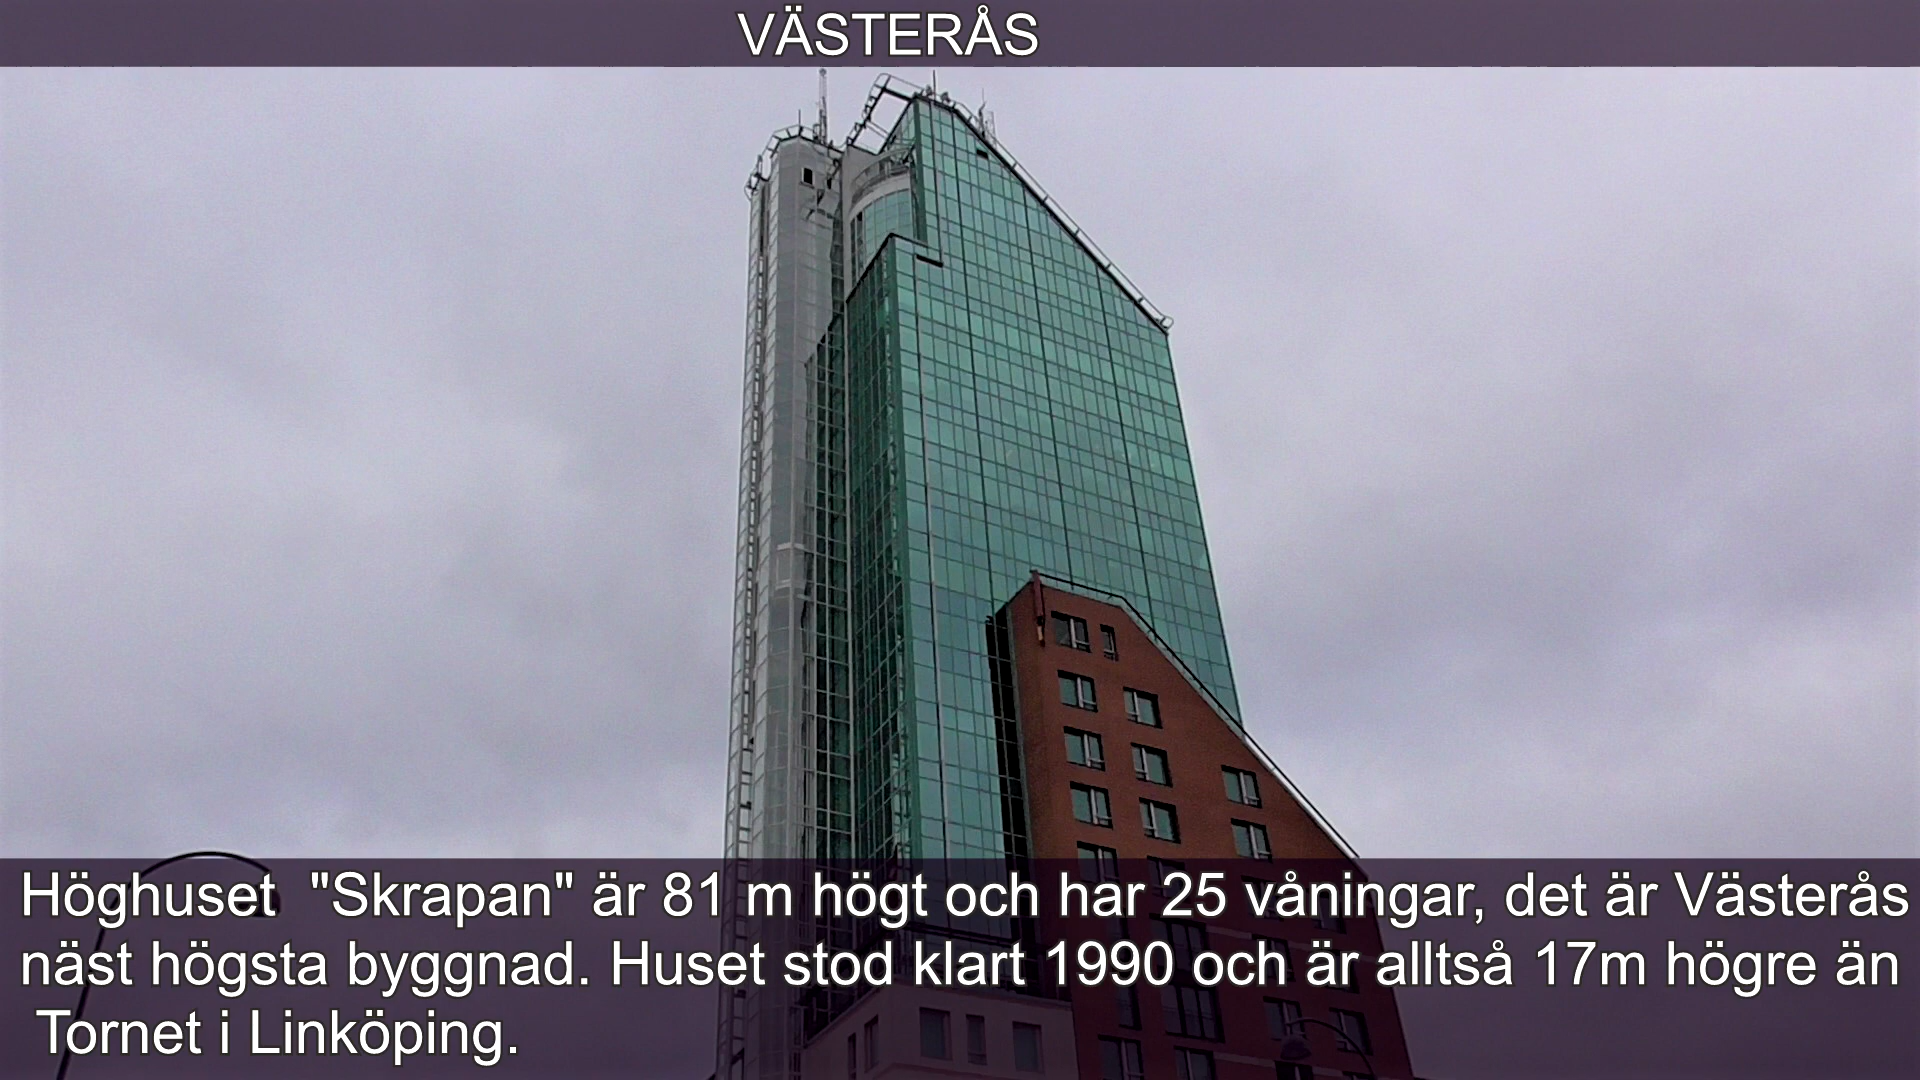 VÄSTERÅS
Höghuset "Skrapan" är 81 m högt och har 25 våningar, det är Västerås
näst högsta byggnad. Huset stod klart 1990 och är alltså 17m högre än
Tornet i Linköping.